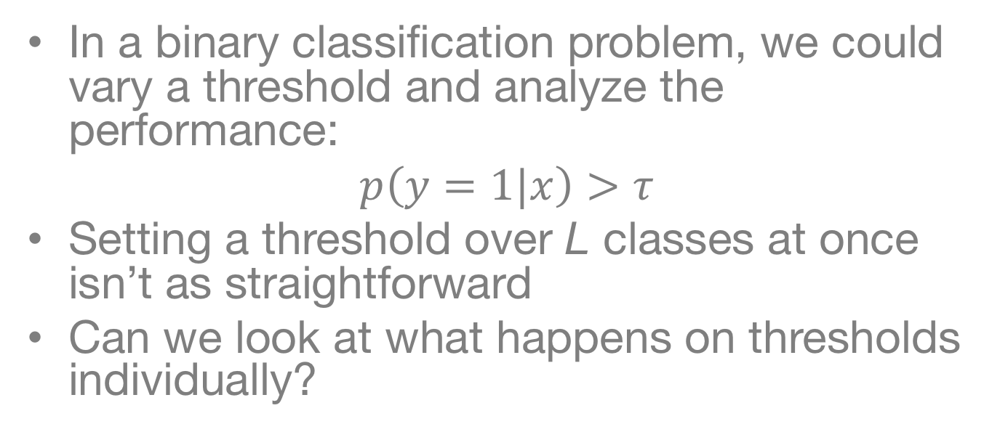 • In a binary classification problem, we could
vary a threshold and analyze the
performance:
p(y = 1|x) > τ
• Setting a threshold over L classes at once
isn’t as straightforward
• Can we look at what happens on thresholds
individually?